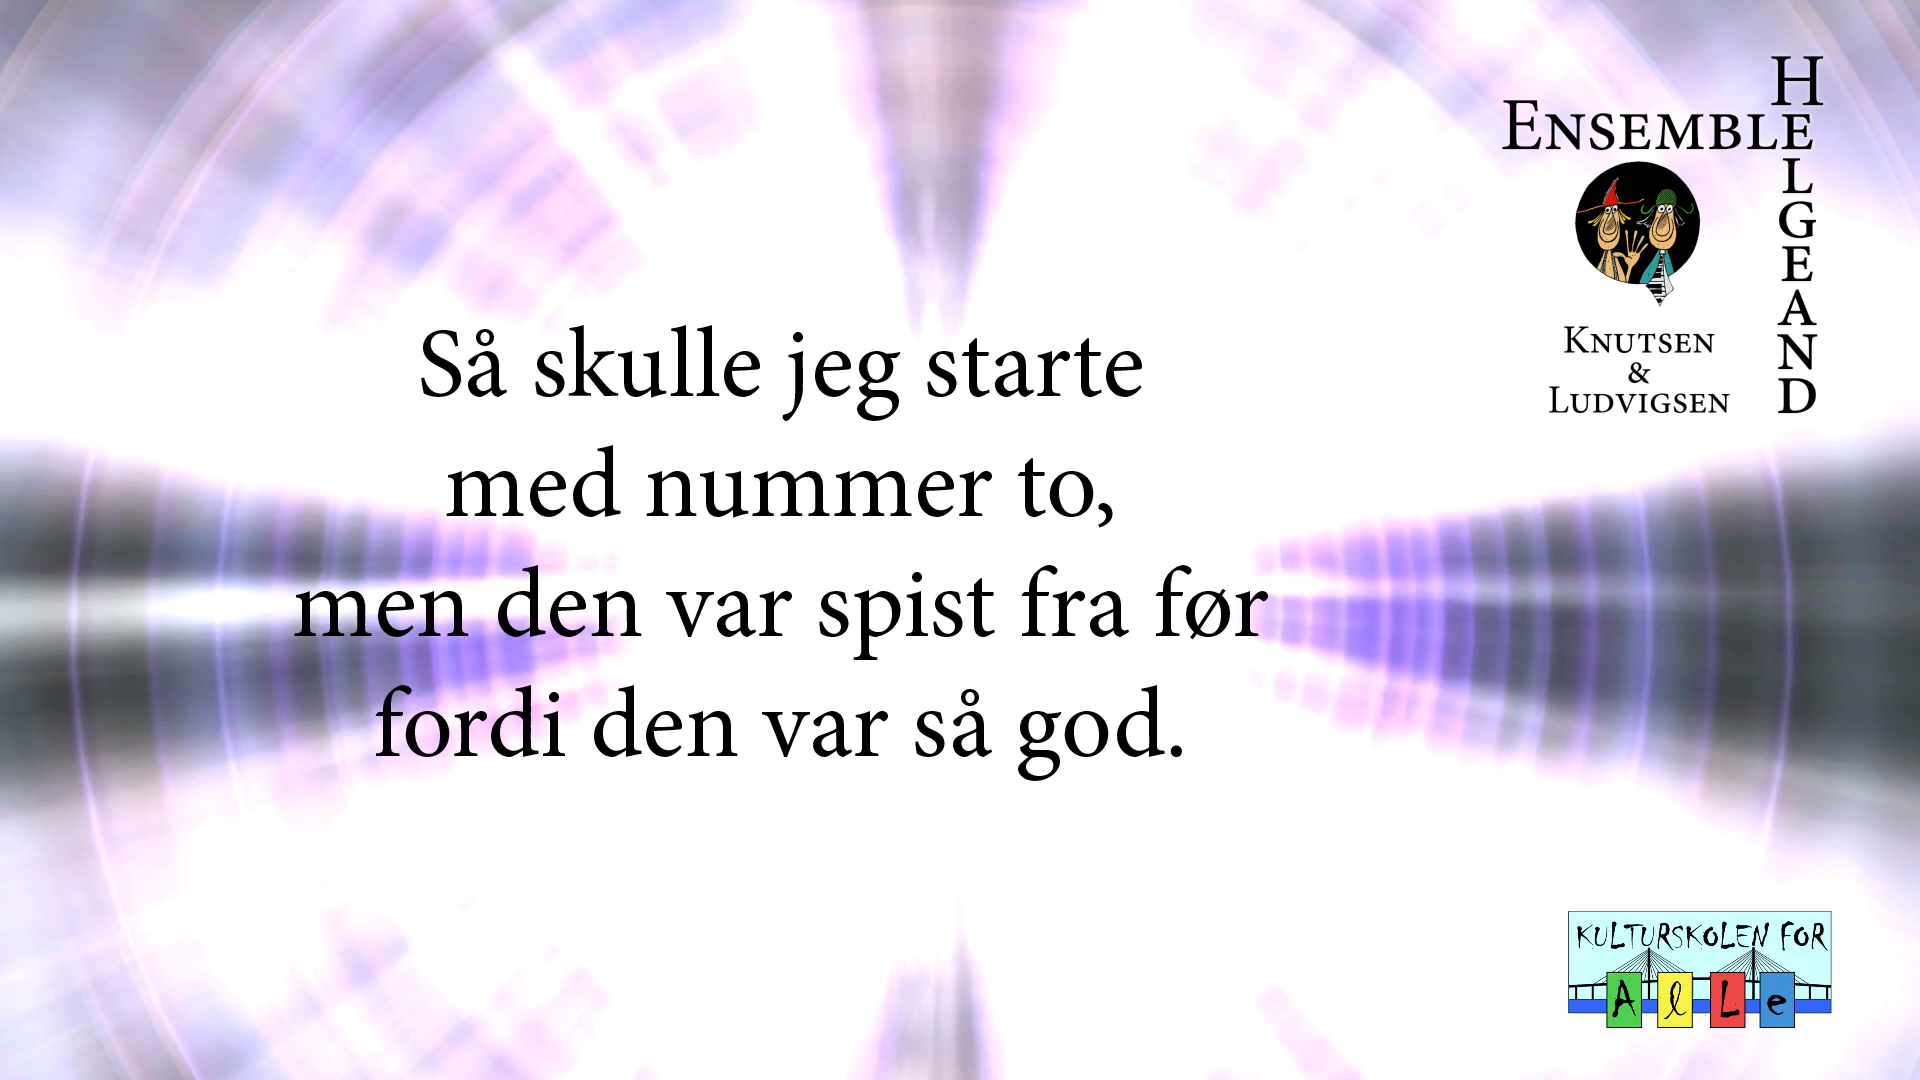 Så skulle jeg starte
med nummer to,
men den var spist fra før
fordi den var så god.
ENSEMBLE
HELGELAND
KNUTSEN
&
LUDVIGSEN
KULTURSKOLEN FOR
AlLe